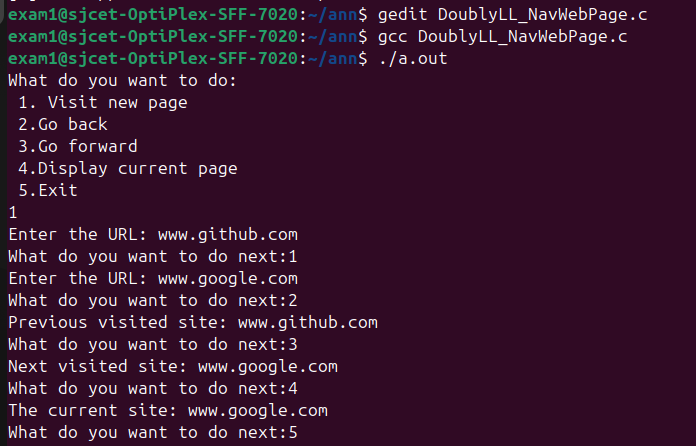 exam1@sjcet-OptiPlex-SFF-7020:~/ann$ gedit DoublyLL_NavWebPage.c
exam1@sjcet-OptiPlex-SFF-7020:~/ann$ gcc DoublyLL_NavWebPage.c
exam1@sjcet-OptiPlex-SFF-7020:~/ann$ ./a.out
What do you want to do:
 1. Visit new page
 2.Go back
 3.Go forward
 4.Display current page
 5.Exit
1
Enter the URL: www.github.com
What do you want to do next:1
Enter the URL: www.google.com
What do you want to do next:2
Previous visited site: www.github.com
What do you want to do next:3
Next visited site: www.google.com
What do you want to do next:4
The current site: www.google.com
What do you want to do next:5